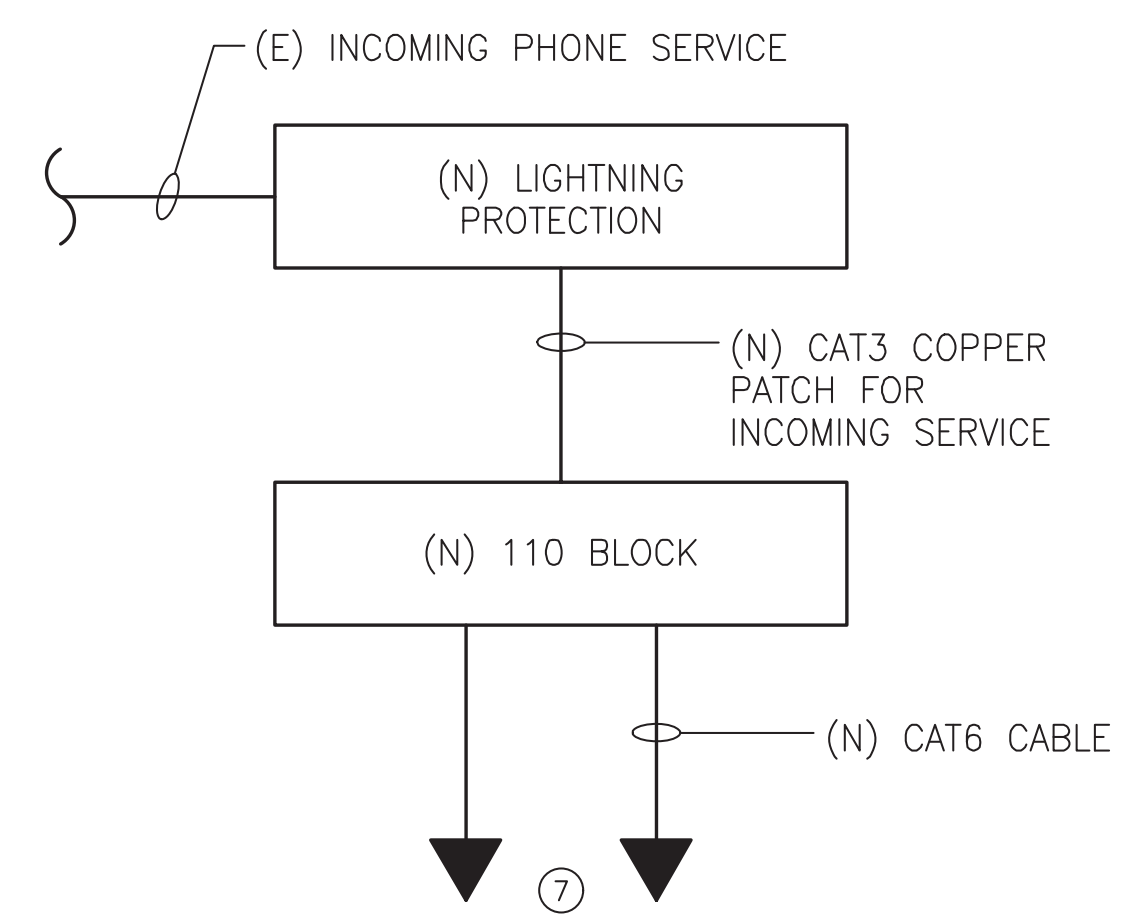 (E) INCOMING PHONE SERVICE
(N) LIGHTNING
PROTECTION
(N) CAT3 COPPER
PATCH FOR
INCOMING SERVICE
(N) 110 BLOCK
(N) CAT6 CABLE
7